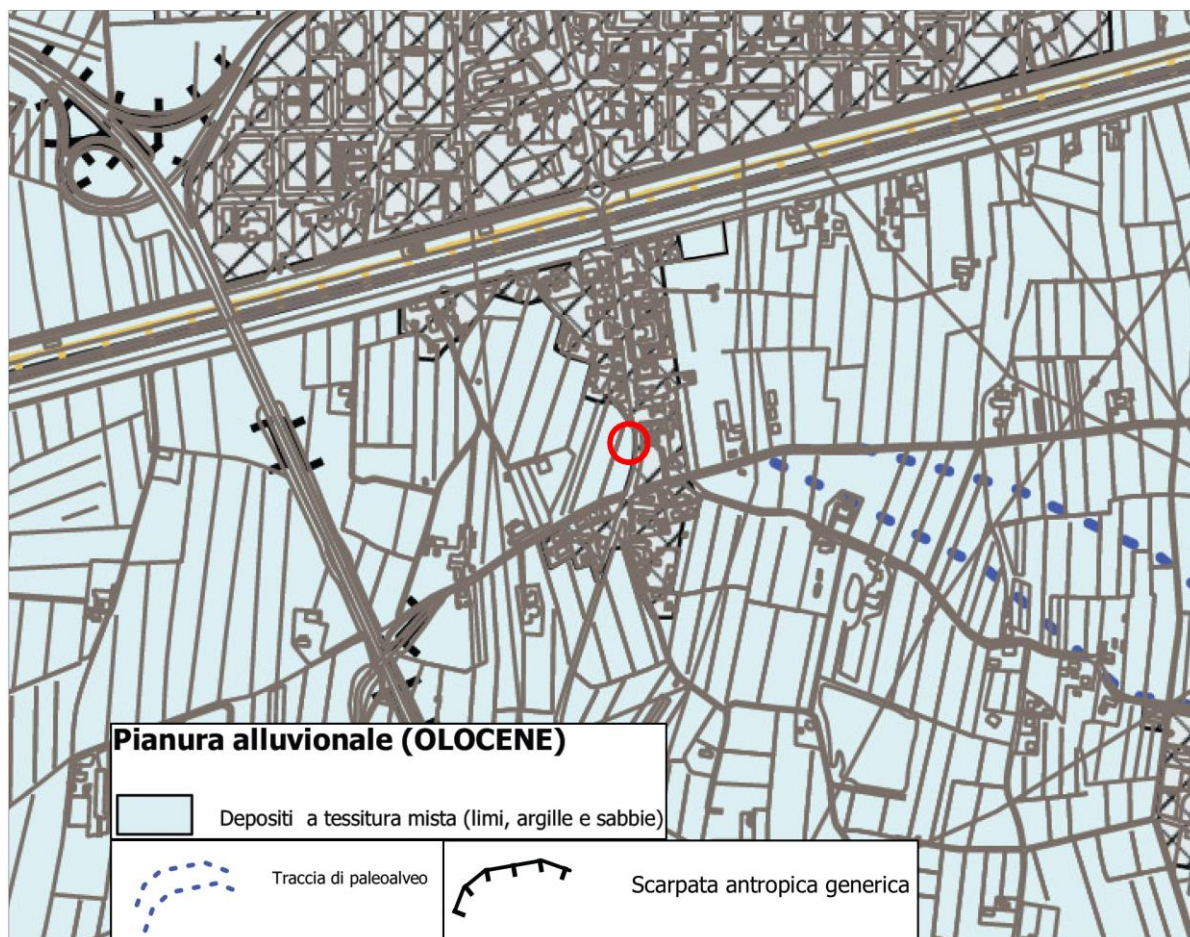 Pianura alluvionale (OLOCENE)
Depositi a tessitura mista (limi, argille e sabbie)
Traccia di paleoalveo
Scarpata antropica generica